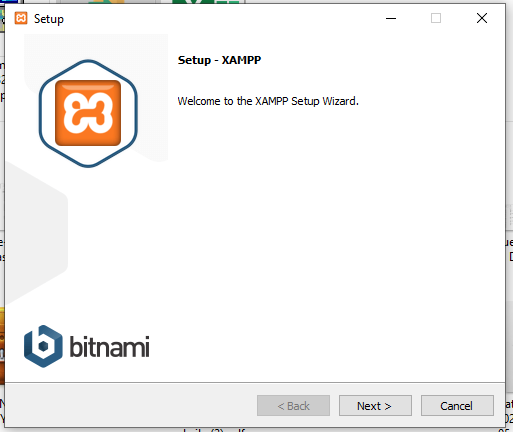 Setup
Setup - XAMPP
Welcome to the XAMPP Setup Wizard.
bitnami
< Back
Next >
Cancel